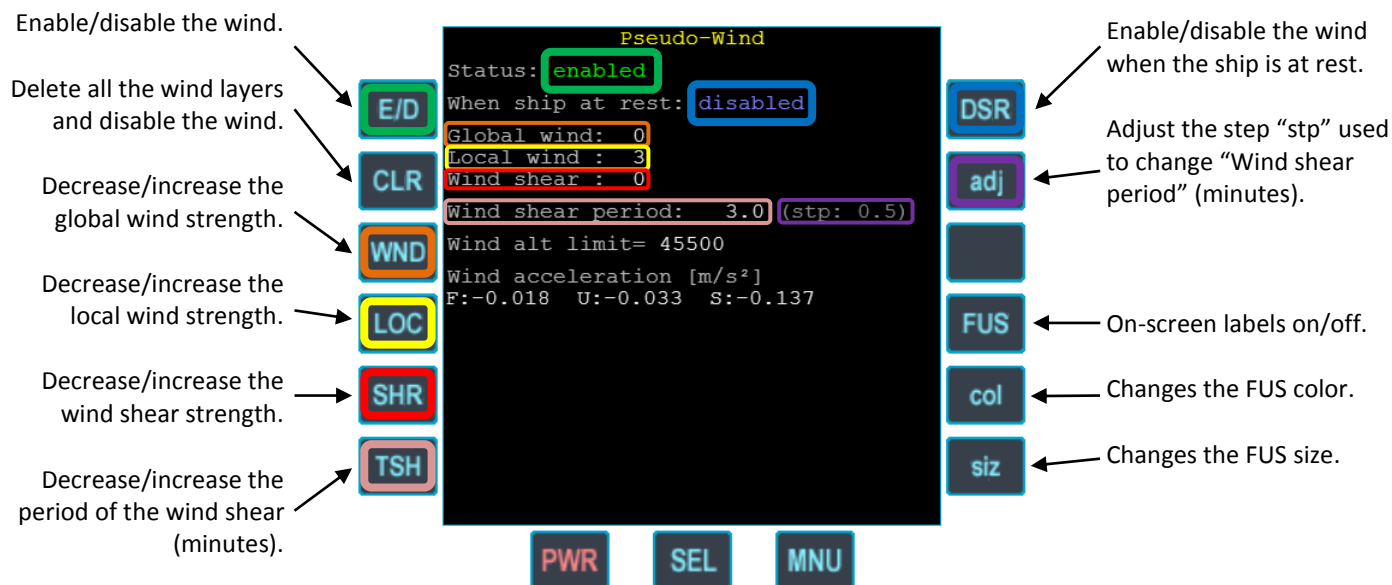 Enable/disable the wind.
Delete all the wind layers
and disable the wind.
Decrease/increase the
global wind strength.
Decrease/increase the
local wind strength.
Decrease/increase the
wind shear strength.
Decrease/increase the
period of the wind shear
(minutes).
E/D
CLR
WND
LOC
SHR
TSH
Pseudo-Wind
Status: enabled
When ship at rest: disabled
Global wind: 0
Local wind : 3
Wind shear : 0
Wind shear period: 3.0 (stp: 0.5)
Wind alt limit= 45500
Wind acceleration [m/s²]
F:-0.018 U:-0.033 S:-0.137
PWR
SEL
MNU
DSR
adj
FUS
col
siz
Enable/disable the wind
when the ship is at rest.
Adjust the step “stp” used
to change “Wind shear
period” (minutes).
On-screen labels on/off.
Changes the FUS color.
Changes the FUS size.